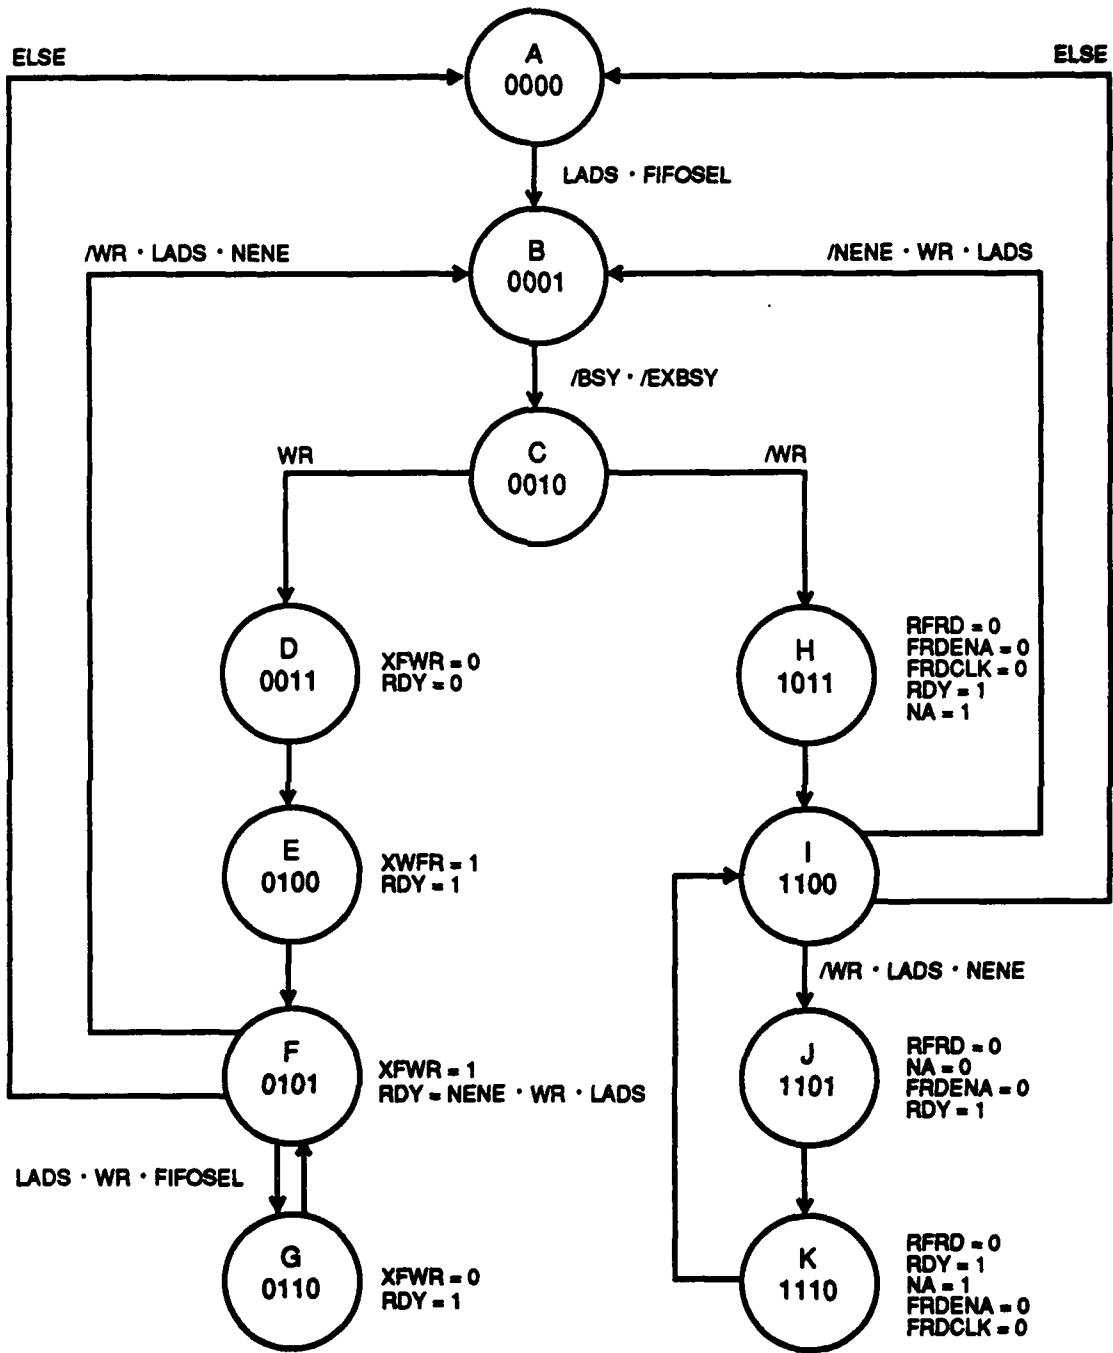 ELSE
ELSE
A
0000
LADS · FIFOSEL
/WR · LADS · NENE
B
0001
/NENE · WR · LADS
/BSY · /EXBSY
WR
C
0010
/WR
D
0011
XFWR = 0
RDY = 0
H
1011
RFRD = 0
FRDENA = 0
FRDCLK = 0
RDY = 1
NA = 1
E
0100
XWFR = 1
RDY = 1
I
1100
/WR · LADS · NENE
F
0101
XFWR = 1
RDY = NENE · WR · LADS
J
1101
RFRD = 0
NA = 0
FRDENA = 0
RDY = 1
LADS · WR · FIFOSEL
G
0110
XFWR = 0
RDY = 1
K
1110
RFRD = 0
RDY = 1
NA = 1
FRDENA = 0
FRDCLK = 0